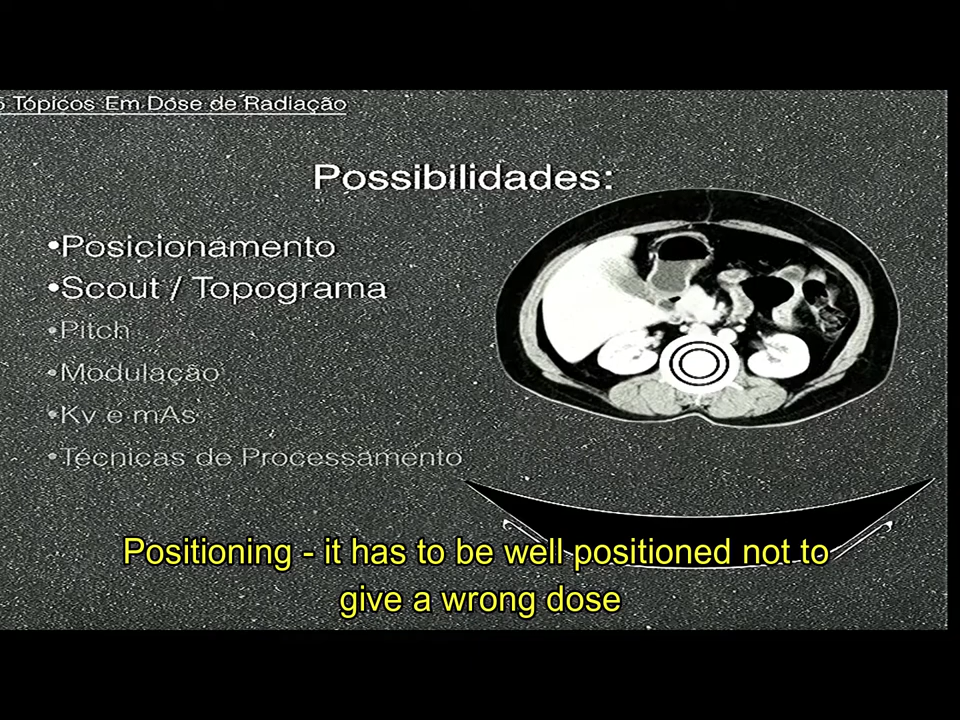 5 Tópicos Em Dose de Radiação
Possibilidades:
•Posicionamento
•Scout / Topograma
•Pitch
•Modulação
•Kv e mAs
•Técnicas de Processamento
Positioning - it has to be well positioned not to
give a wrong dose